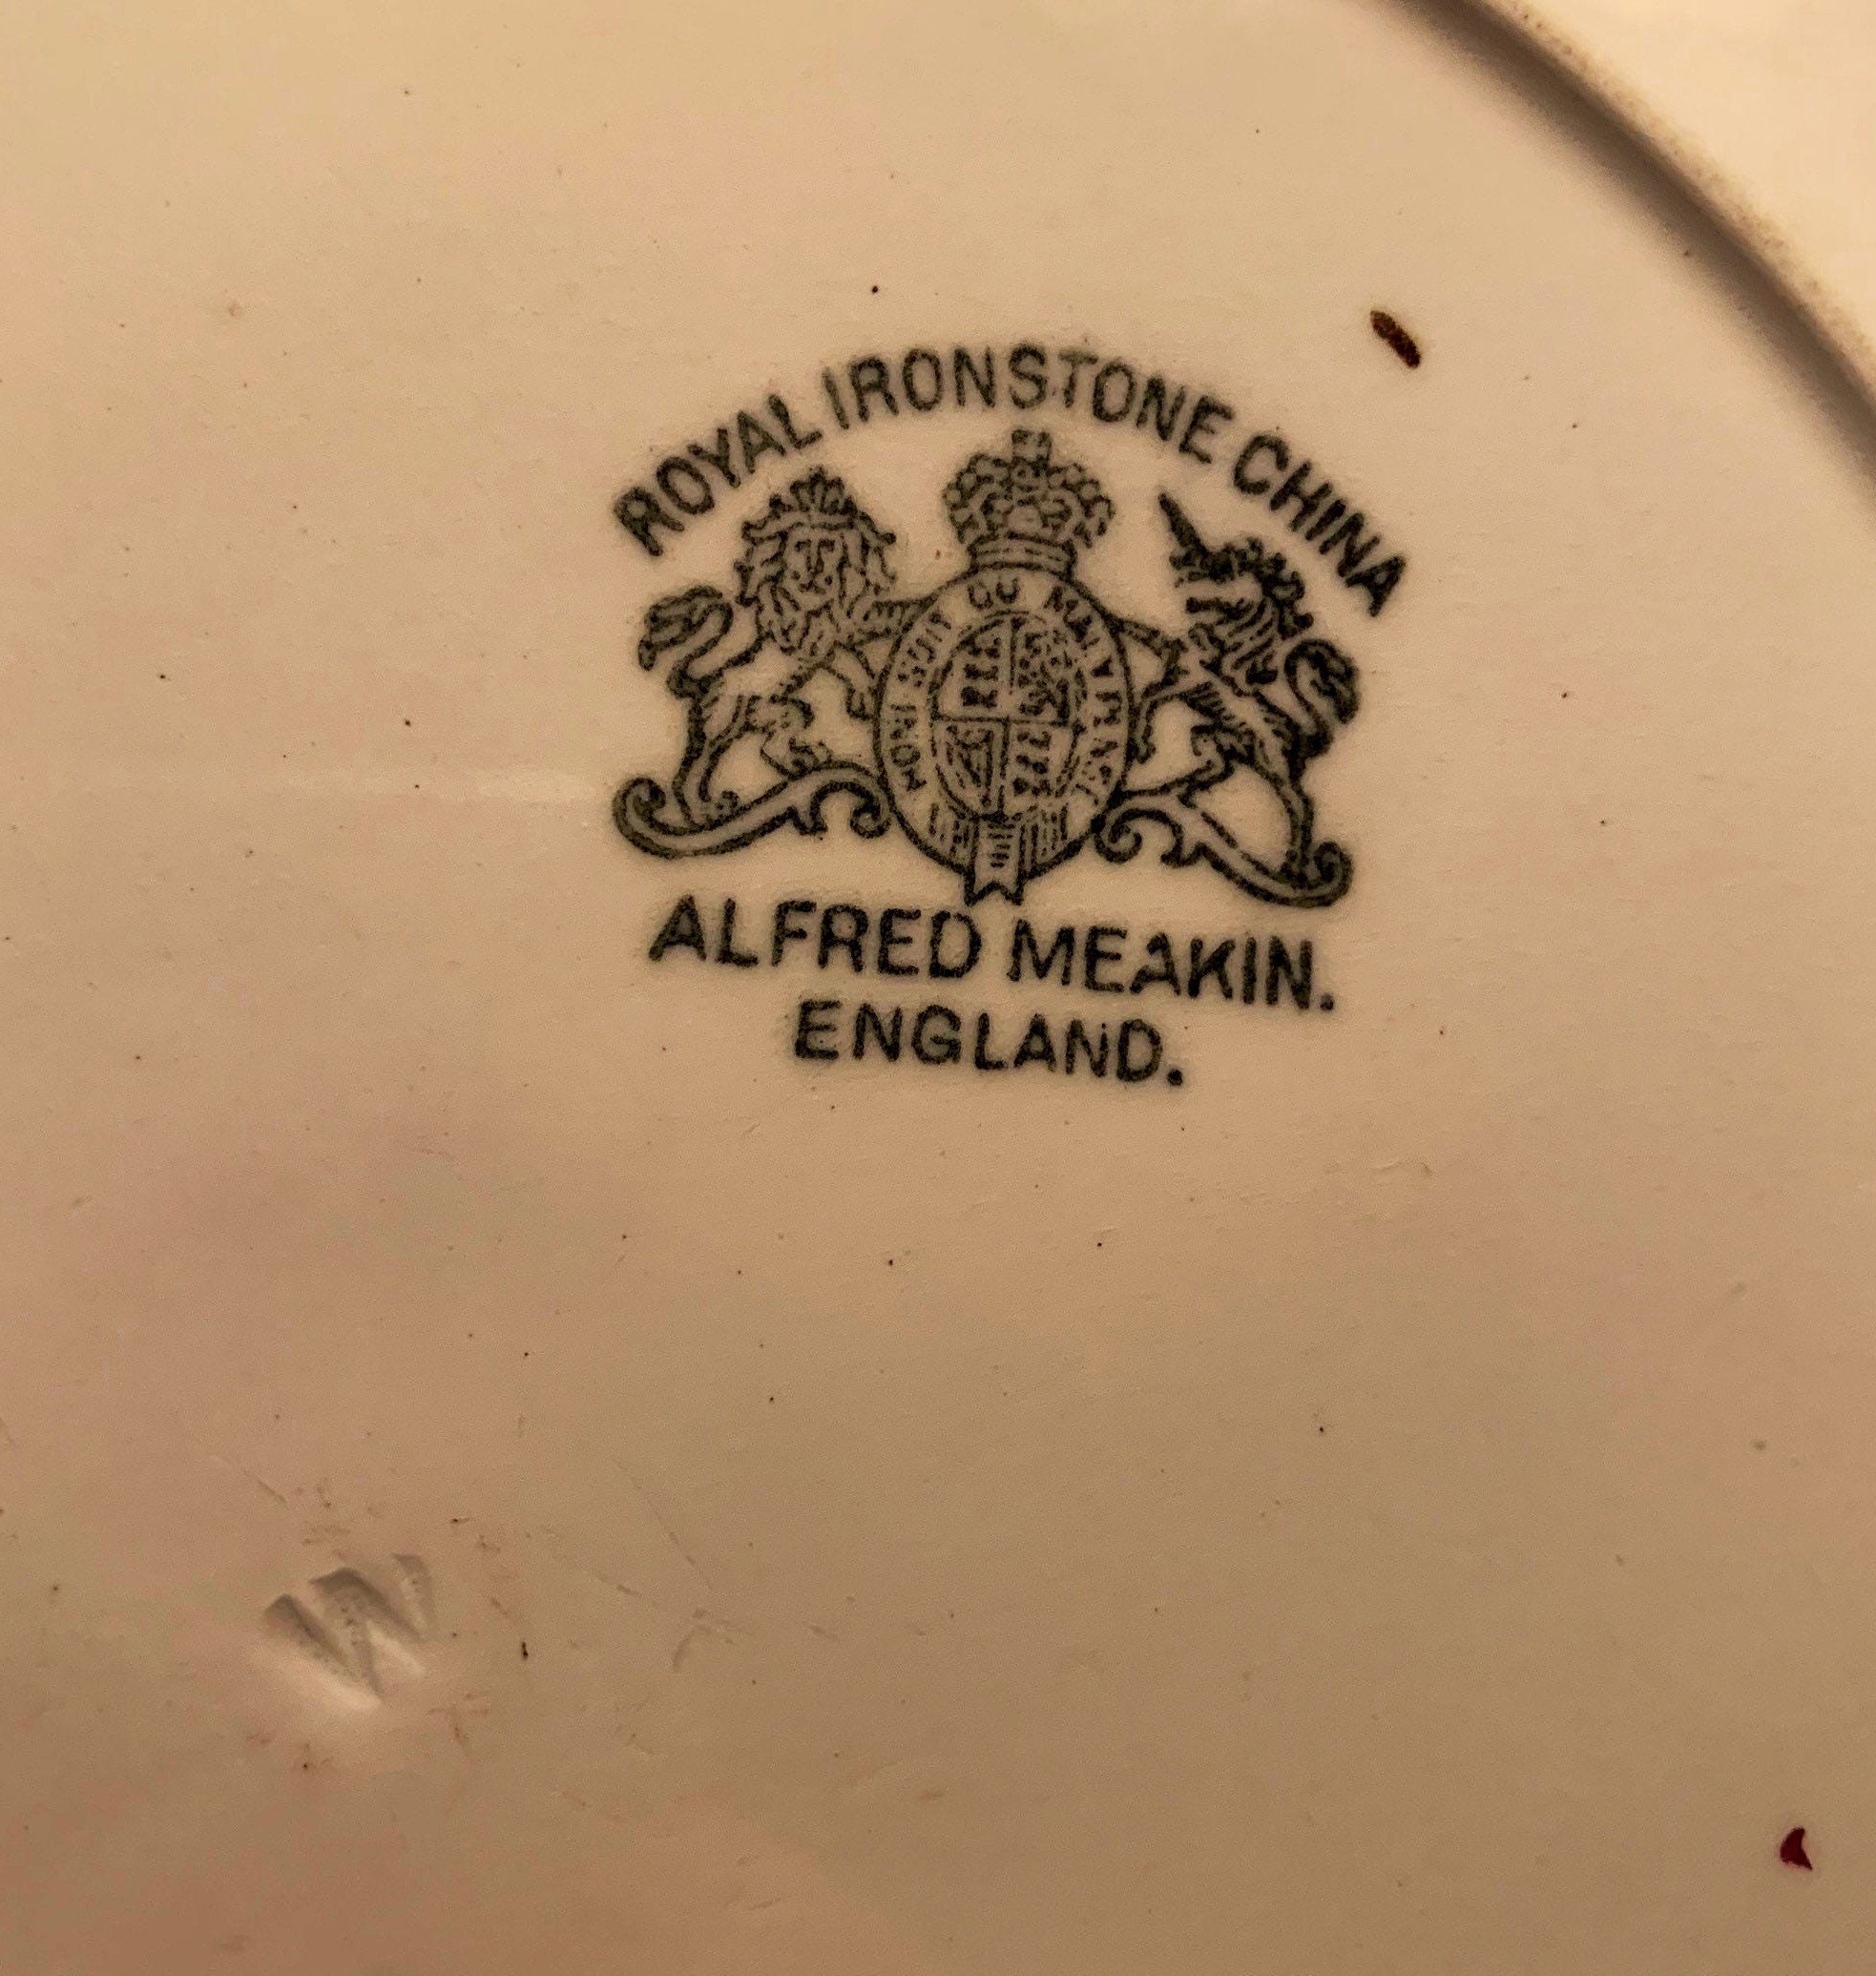 ROYAL IRONSTONE CHINA
ALFRED MEAKIN.
ENGLAND.
W